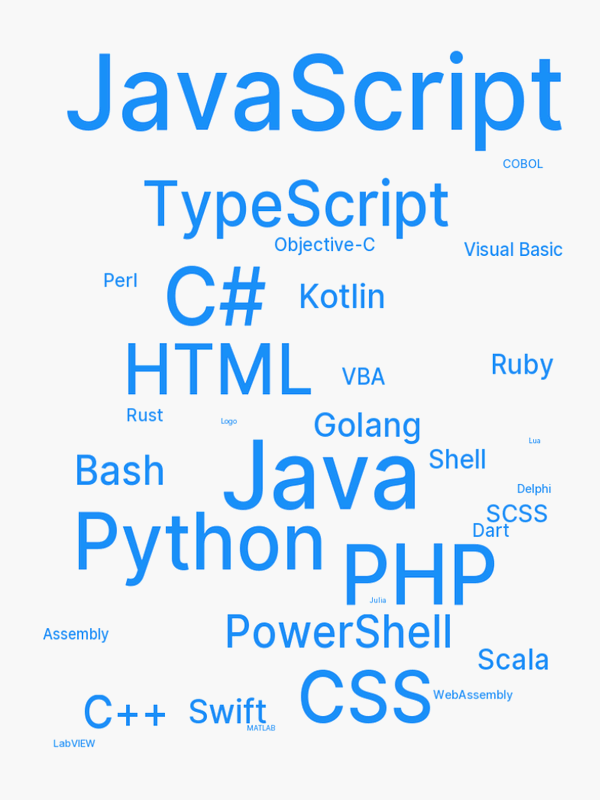 JavaScript
COBOL
TypeScript
Objective-C
Visual Basic
Perl
C#
Kotlin
HTML
VBA
Ruby
Rust
Logo
Golang
Lua
Bash
Java
Shell
Delphi
SCSS
Dart
Python
PHP
Julia
Assembly
PowerShell
Scala
CSS
WebAssembly
C++
Swift
MATLAB
LabVIEW